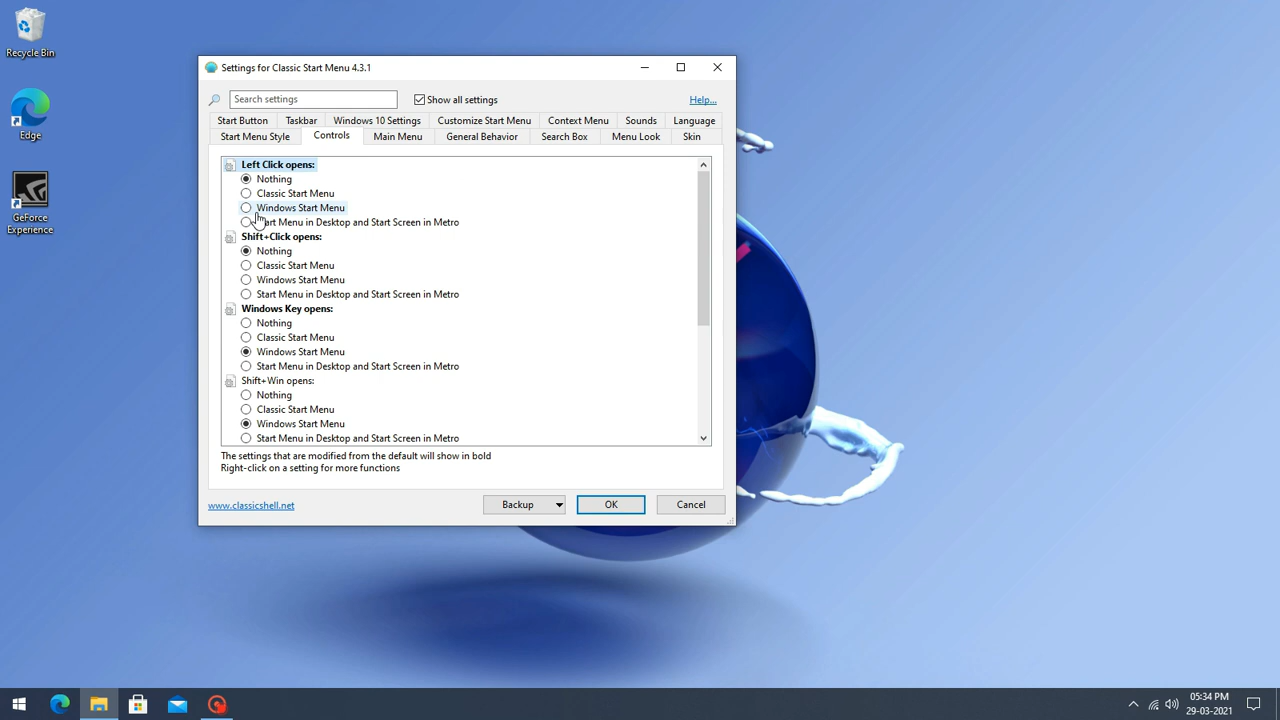 Recycle Bin
Edge
GeForce
Experience
Settings for Classic Start Menu 4.3.1
Search settings
Show all settings
Help...
Start Button Taskbar Windows 10 Settings Customize Start Menu Context Menu Sounds Language
Start Menu Style Controls Main Menu General Behavior Search Box Menu Look Skin
Left Click opens:
Nothing
Classic Start Menu
Windows Start Menu
Menu in Desktop and Start Screen in Metro
Shift+Click opens:
Nothing
Classic Start Menu
Windows Start Menu
Start Menu in Desktop and Start Screen in Metro
Windows Key opens:
Nothing
Classic Start Menu
Windows Start Menu
Start Menu in Desktop and Start Screen in Metro
Shift+Win opens:
Nothing
Classic Start Menu
Windows Start Menu
Start Menu in Desktop and Start Screen in Metro
The settings that are modified from the default will show in bold
Right-click on a setting for more functions
www.classicshell.net
Backup
OK
Cancel
05:34 PM
29-03-2021